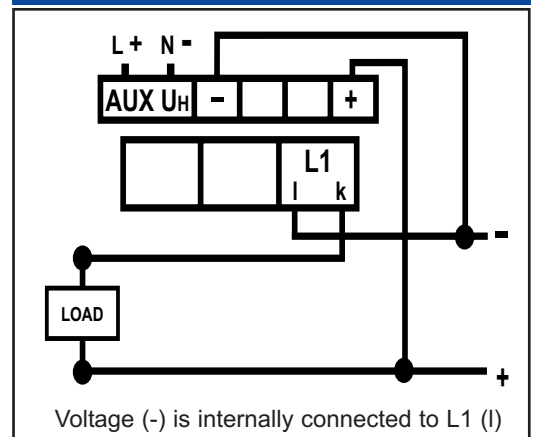 L + N -
AUX UH - +
L1
l k
-
LOAD
+
Voltage (-) is internally connected to L1 (l)